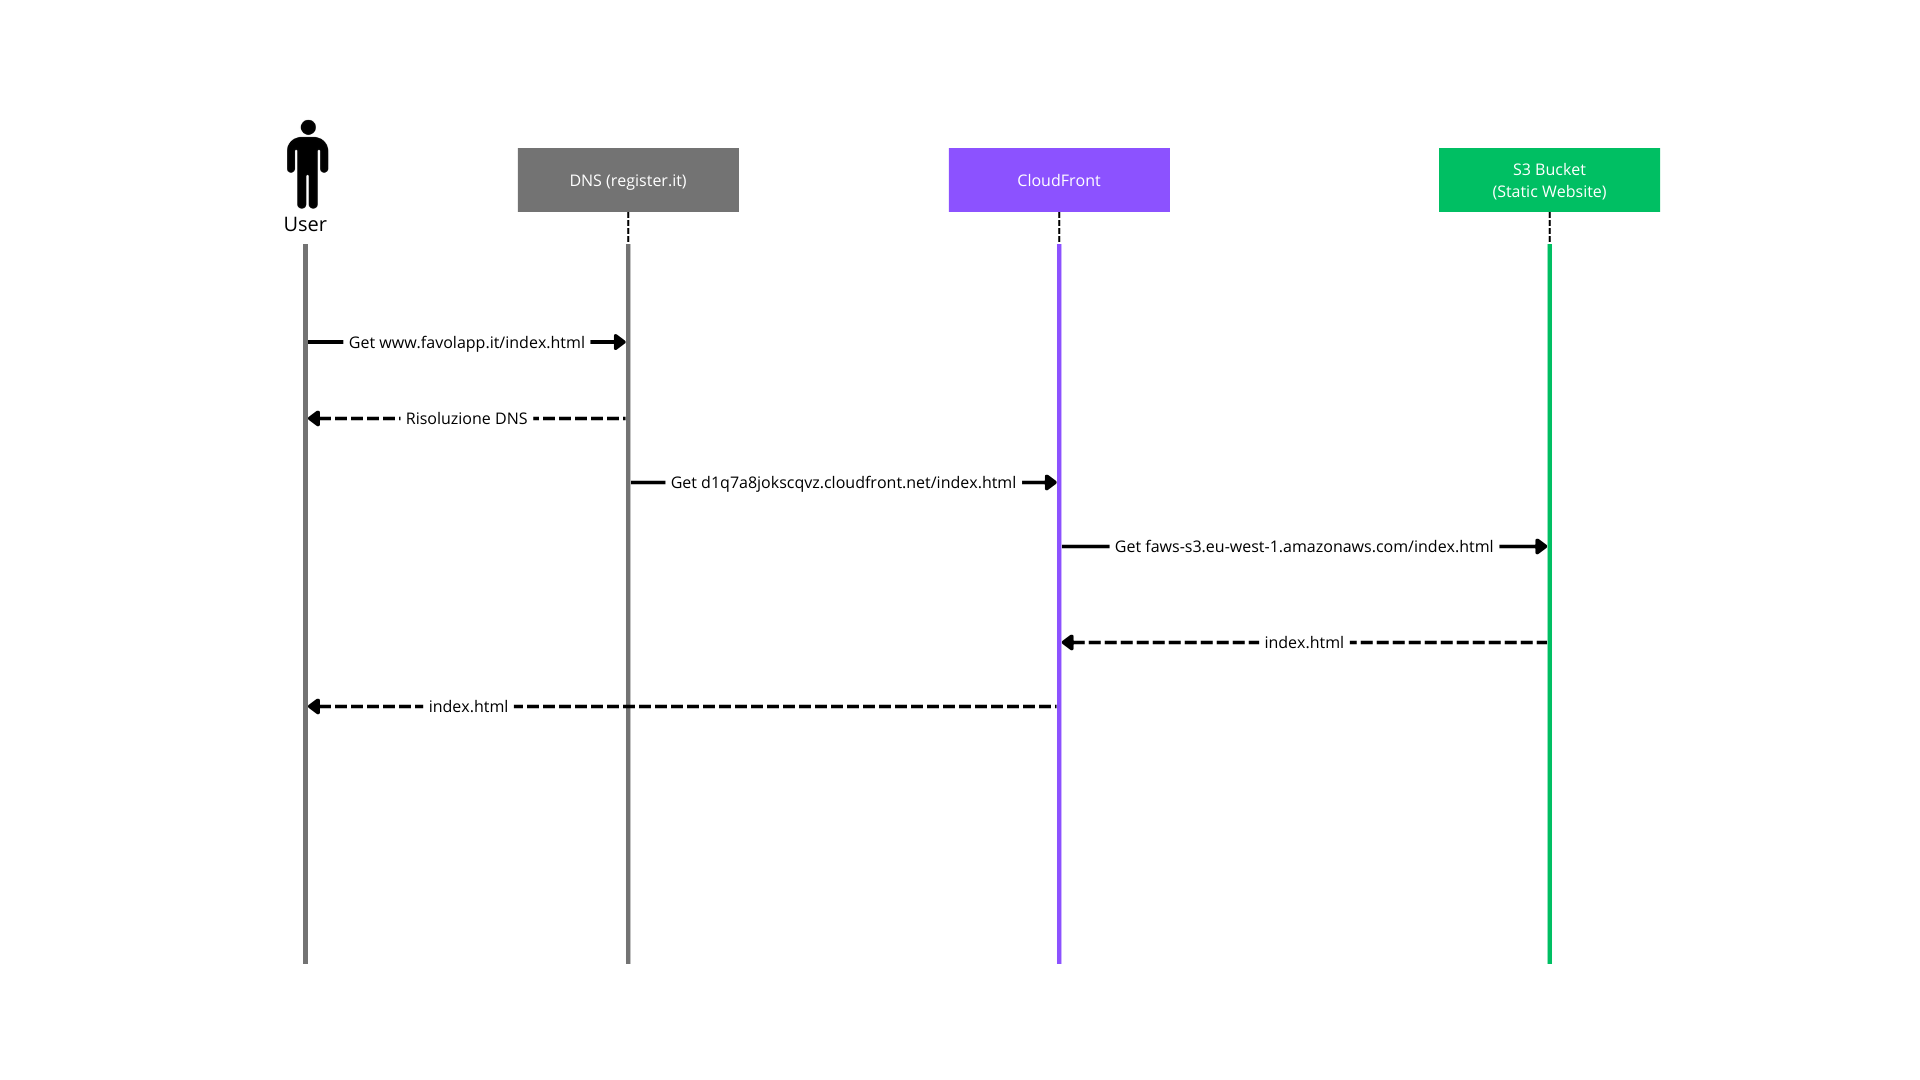 User
DNS (register.it)
CloudFront
S3 Bucket
(Static Website)
Get www.favolapp.it/index.html
Risoluzione DNS
Get d1q7a8jokscqvz.cloudfront.net/index.html
Get faws-s3.eu-west-1.amazonaws.com/index.html
index.html
index.html